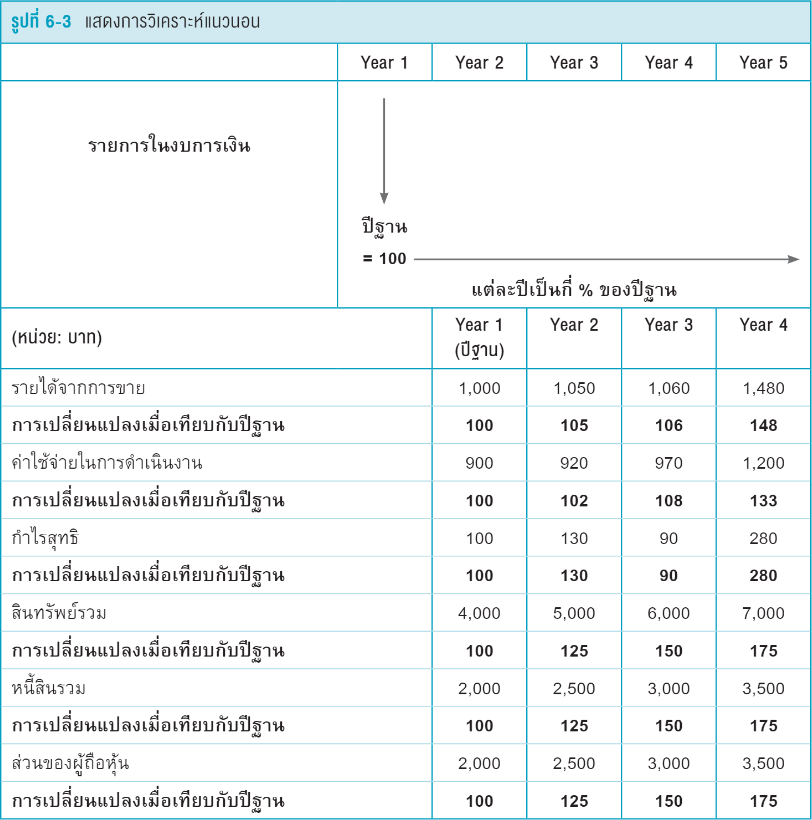 รูปที่ 6-3 แสดงการวิเคราะห์แนวนอน
Year 1 Year 2 Year 3 Year 4 Year 5
รายการในงบการเงิน
ปีฐาน
= 100
แต่ละปีเป็นกี่ % ของปีฐาน
(หน่วย: บาท) Year 1 (ปีฐาน) Year 2 Year 3 Year 4
รายได้จากการขาย 1,000 1,050 1,060 1,480
การเปลี่ยนแปลงเมื่อเทียบกับปีฐาน 100 105 106 148
ค่าใช้จ่ายในการดำเนินงาน 900 920 970 1,200
การเปลี่ยนแปลงเมื่อเทียบกับปีฐาน 100 102 108 133
กำไรสุทธิ 100 130 90 280
การเปลี่ยนแปลงเมื่อเทียบกับปีฐาน 100 130 90 280
สินทรัพย์รวม 4,000 5,000 6,000 7,000
การเปลี่ยนแปลงเมื่อเทียบกับปีฐาน 100 125 150 175
หนี้สินรวม 2,000 2,500 3,000 3,500
การเปลี่ยนแปลงเมื่อเทียบกับปีฐาน 100 125 150 175
ส่วนของผู้ถือหุ้น 2,000 2,500 3,000 3,500
การเปลี่ยนแปลงเมื่อเทียบกับปีฐาน 100 125 150 175